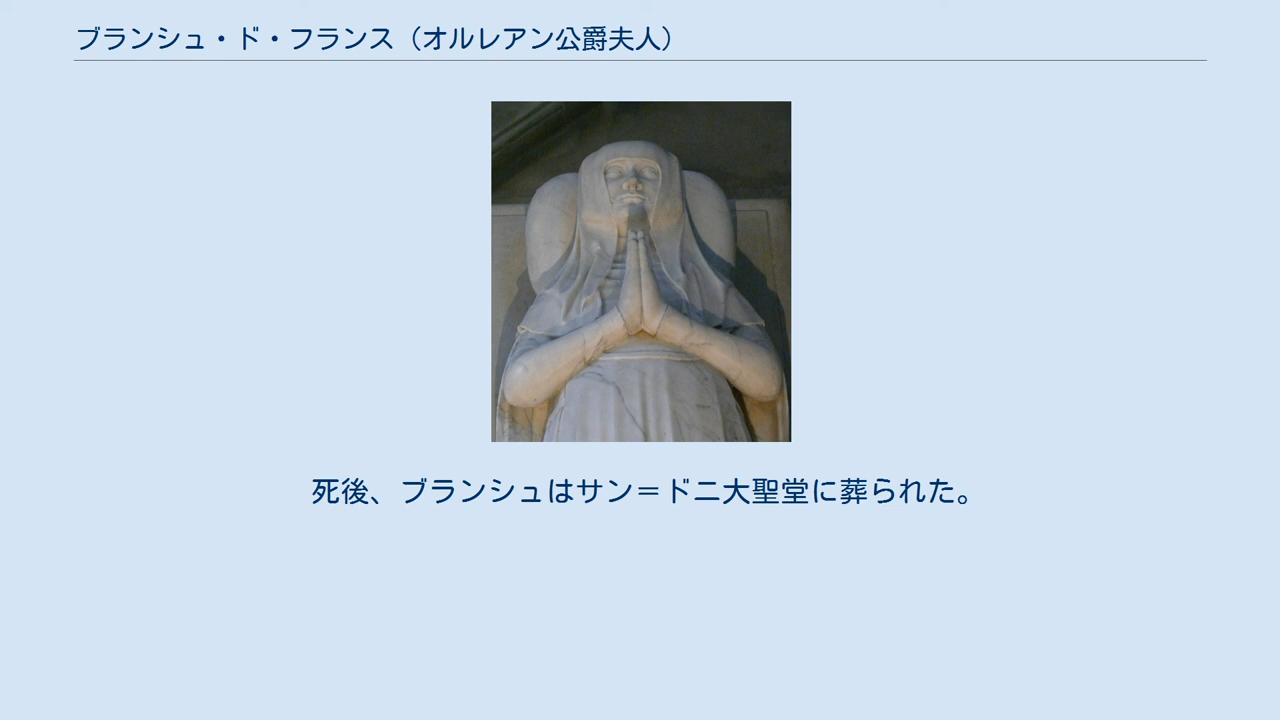 ブランシュ・ド・フランス（オルレアン公爵夫人）
死後、ブランシュはサン＝ドニ大聖堂に葬られた。